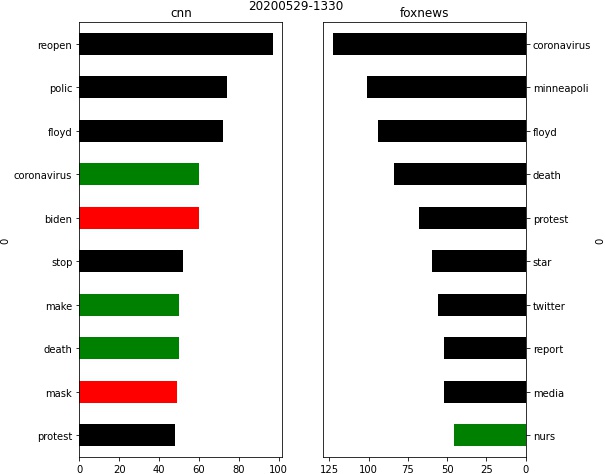 20200529-1330
cnn
foxnews
reopen
polic
floyd
coronavirus
biden
stop
make
death
mask
protest
0
0 20 40 60 80 100
coronavirus
minneapoli
floyd
death
protest
star
twitter
report
media
nurs
0
125 100 75 50 25 0